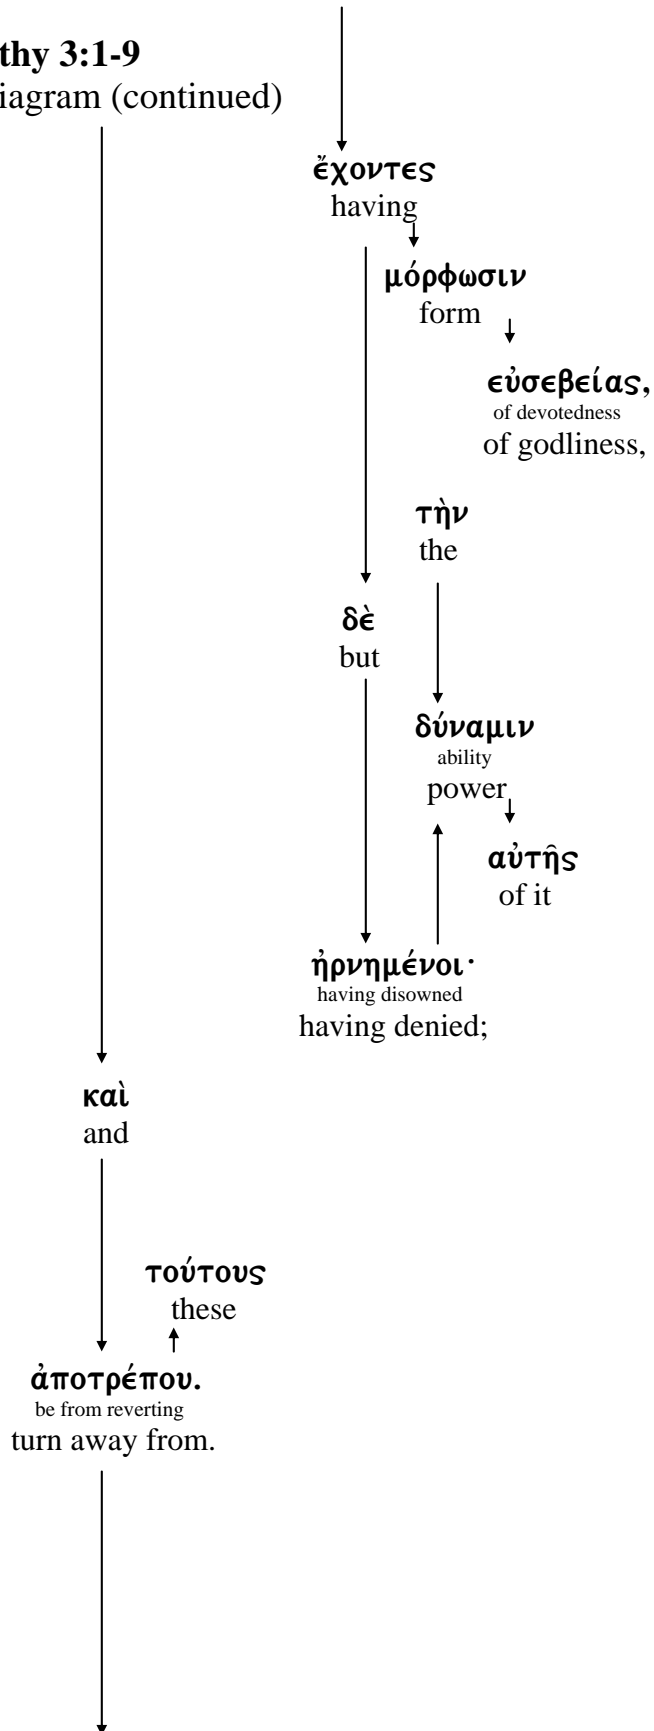 thy 3:1-9
iagram (continued)
ἔχοντες
having
μόρφωσιν
form
εὐσεβείας,
of devotedness
of godliness,
τὴν
the
δὲ
but
δύναμιν
ability
power
αὐτῆς
of it
ἠρνημένοι·
having disowned
having denied;
καὶ
and
τούτους
these
ἀποτρέπου.
be from reverting
turn away from.